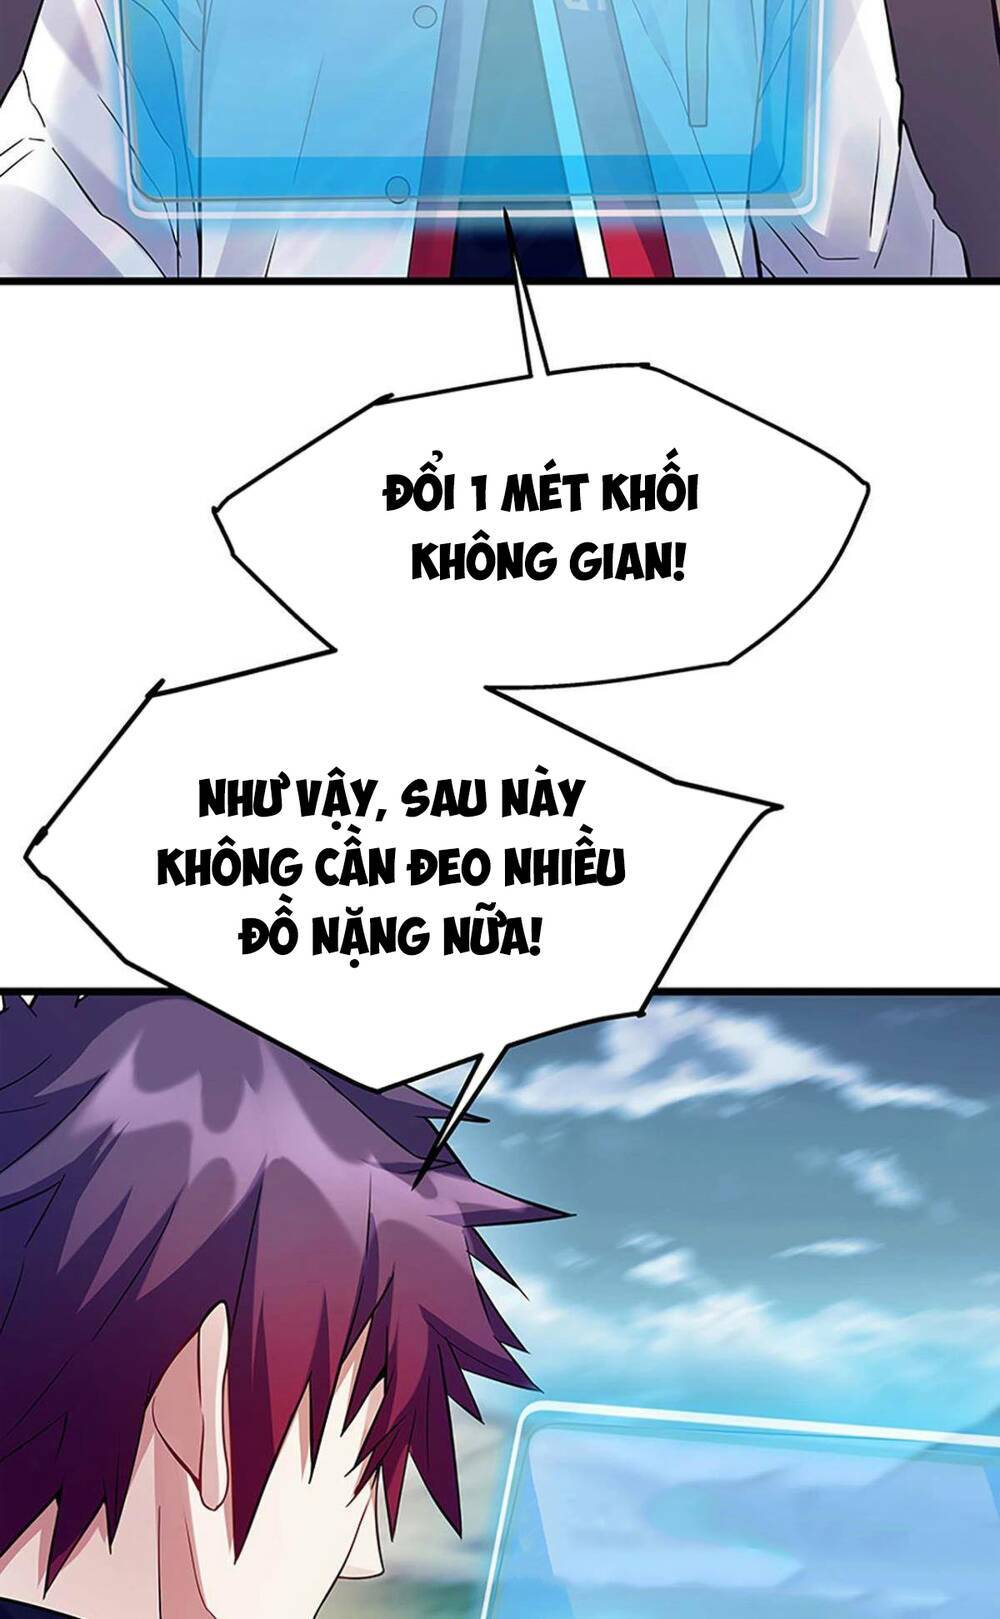 ĐỔI 1 MÉT KHỐI
KHÔNG GIAN!
NHƯ VẬY, SAU NÀY
KHÔNG CẦN ĐEO NHIỀU
ĐỒ NẶNG NỮA!